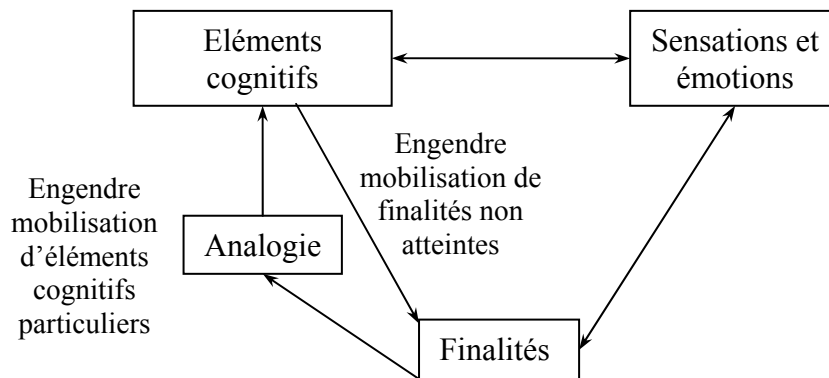 Eléments
cognitifs
Sensations et
émotions
Engendre
mobilisation de
finalités non
atteintes
Engendre
mobilisation
d’éléments
cognitifs
particuliers
Analogie
Finalités